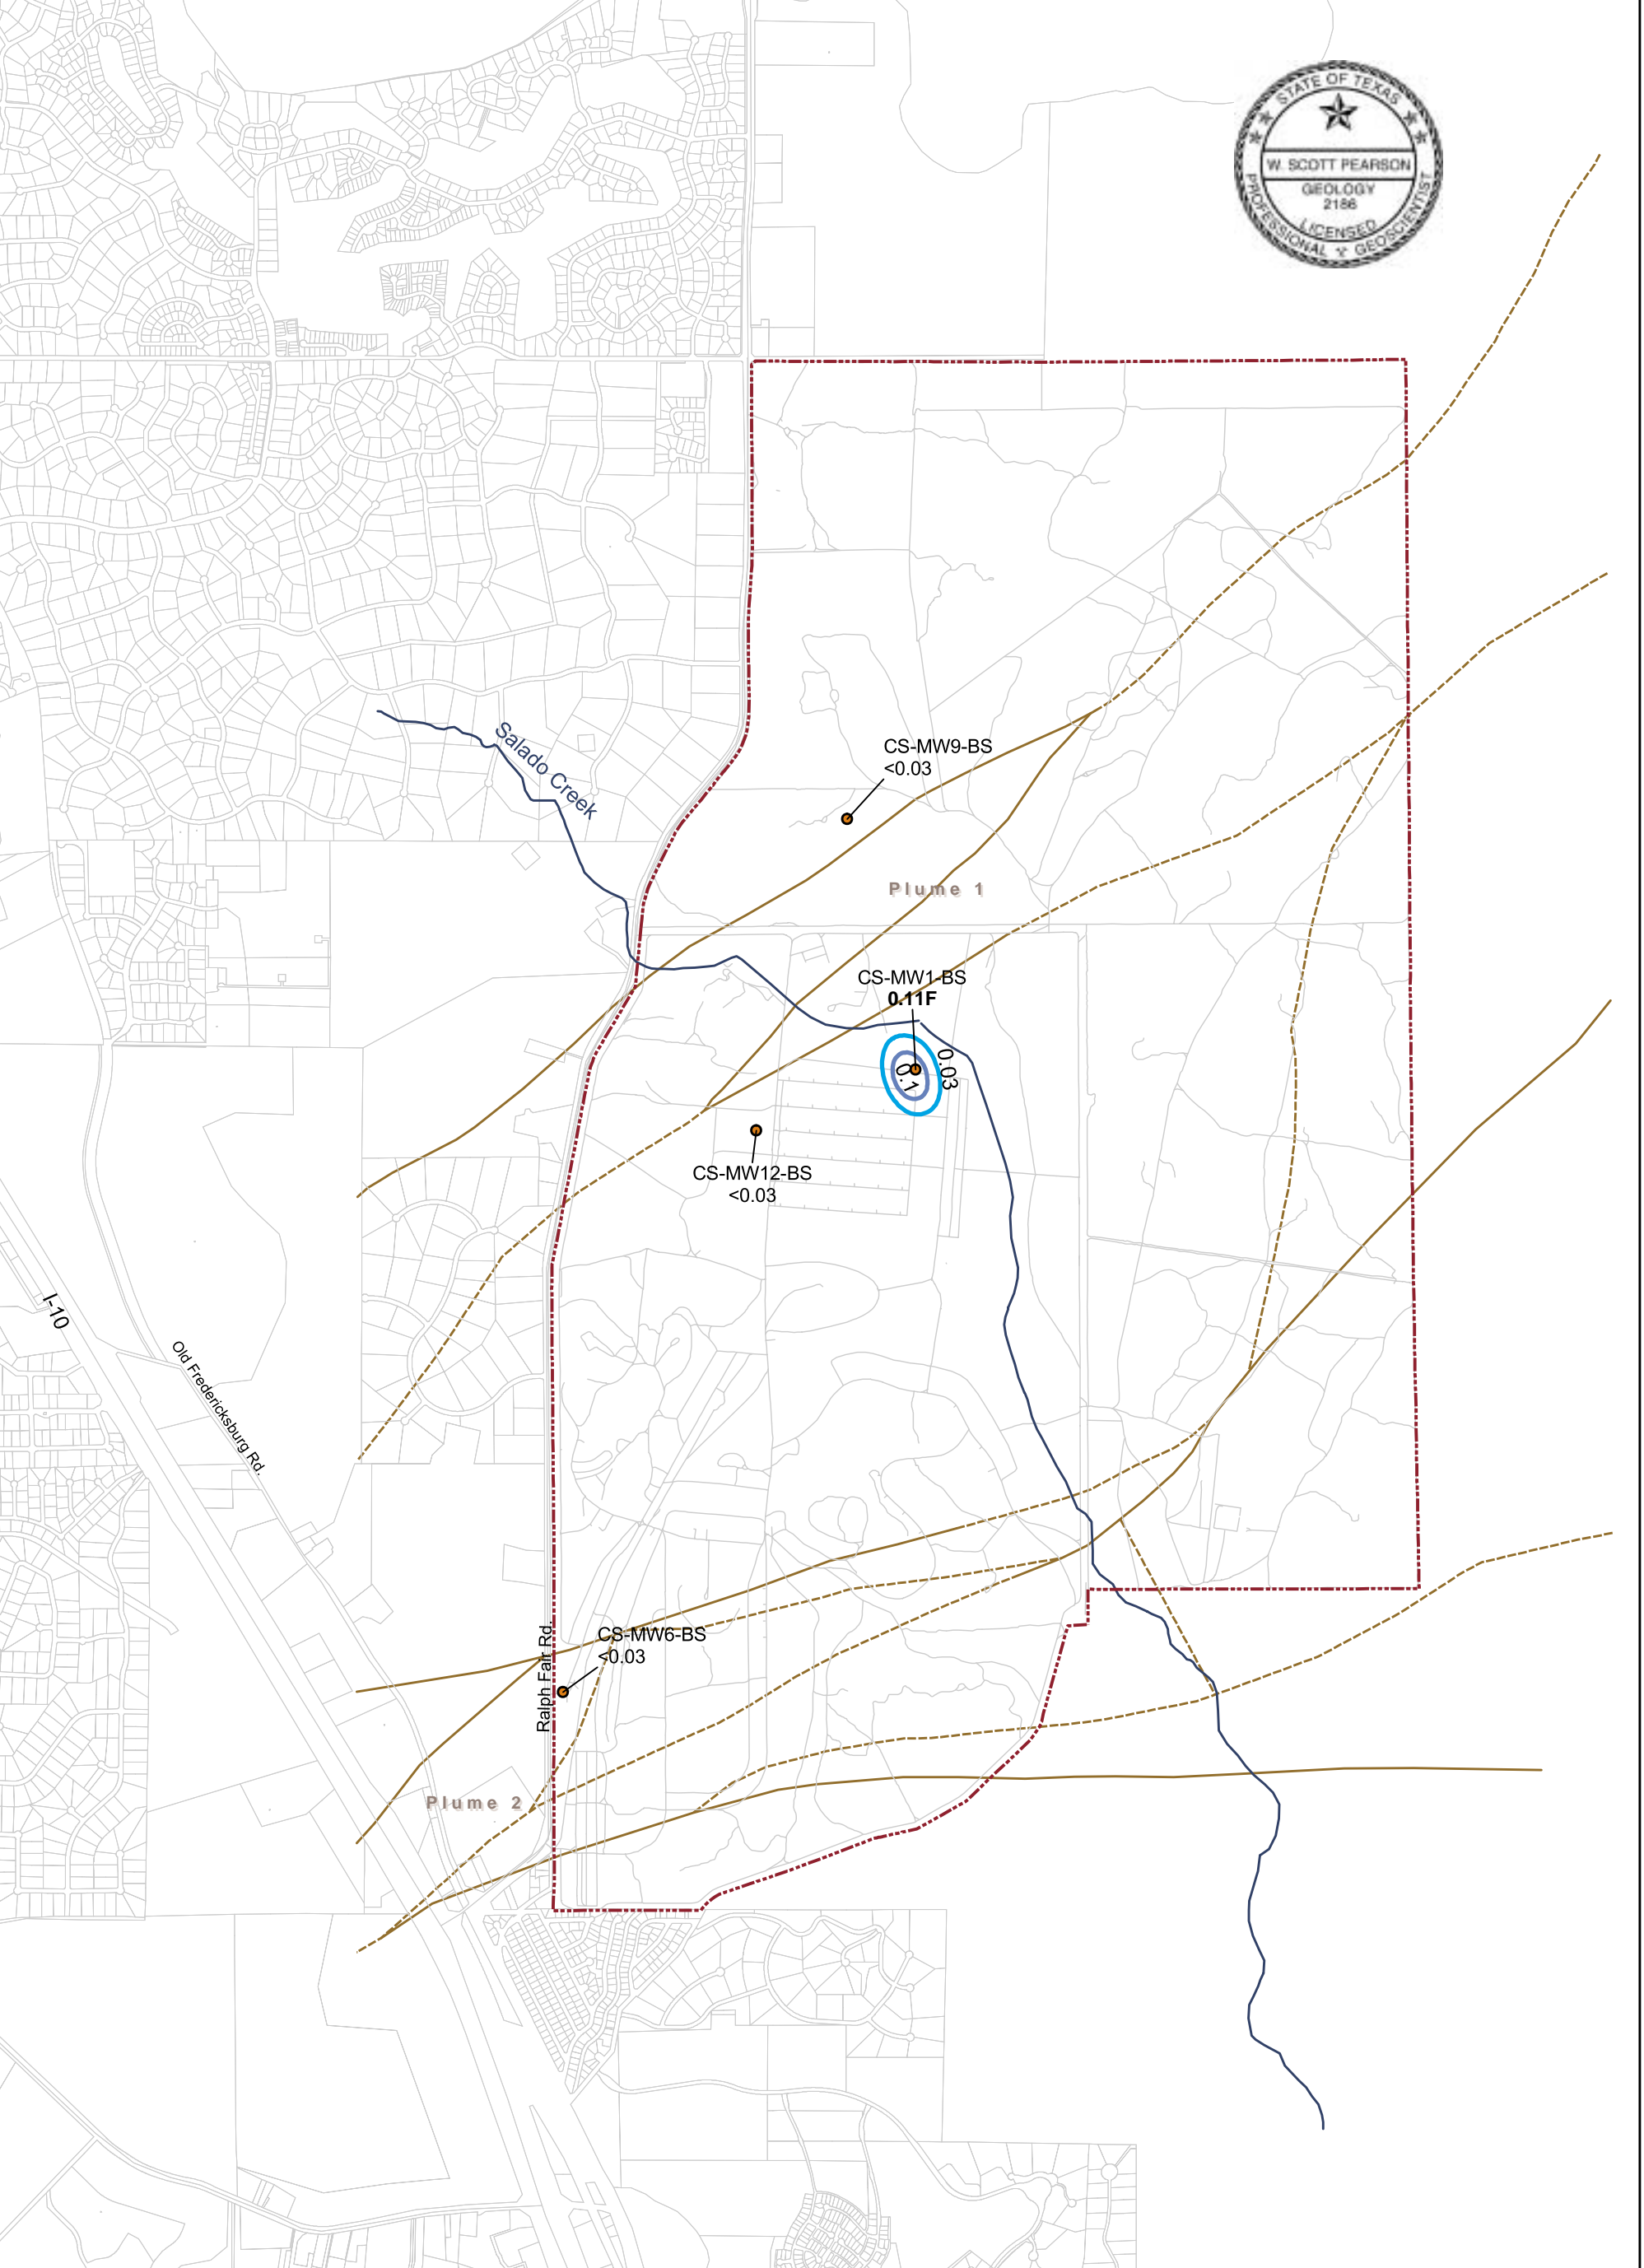 STATE OF TEXAS
W. SCOTT PEARSON
GEOLOGY
2186
LICENSED
PROFESSIONAL GEOSCIENTIST
Salado Creek
CS-MW9-BS
<0.03
Plume 1
CS-MW1-BS
0.11F
0.03
0.1
CS-MW12-BS
<0.03
I-10
Old Fredericksburg Rd.
Ralph Fair Rd.
CS-MW6-BS
<0.03
Plume 2